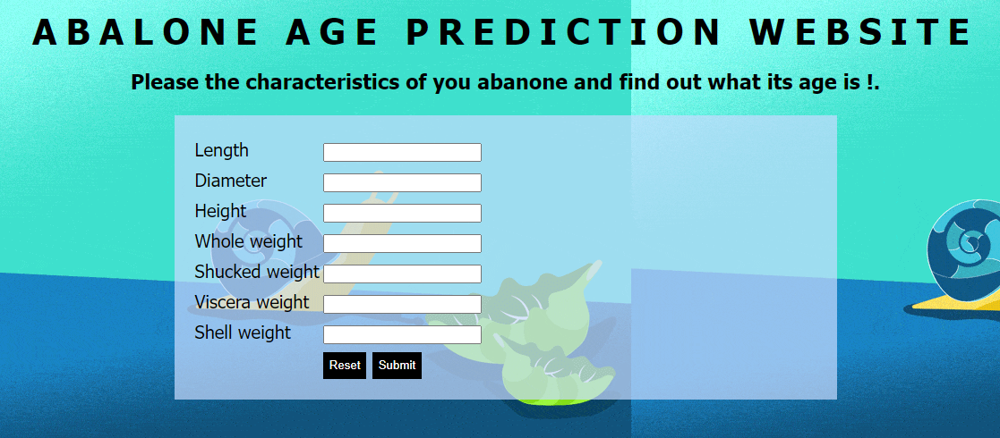 ABALONE AGE PREDICTION WEBSITE
Please the characteristics of you abanone and find out what its age is !.
Length
Diameter
Height
Whole weight
Shucked weight
Viscera weight
Shell weight
Reset Submit